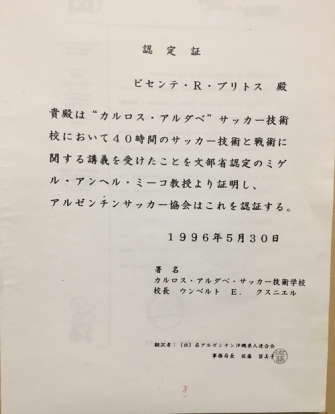 認定証
ビセンテ・R・ブリトス 殿
貴殿は“カルロス・アルダベ”サッカー技術
校において40時間のサッカー技術と戦術に
関する講義を受けたことを文部省認定のミゲ
ル・アンヘル・ミーコ教授より証明し、
アルゼンチンサッカー協会はこれを認証する。
1996年5月30日
署 名
カルロス・アルダベ・サッカー技術学校
校長 ウンベルト E. クスニエル
翻訳者:(社)在アルゼンチン沖縄県人連合会
事務局長 佐藤